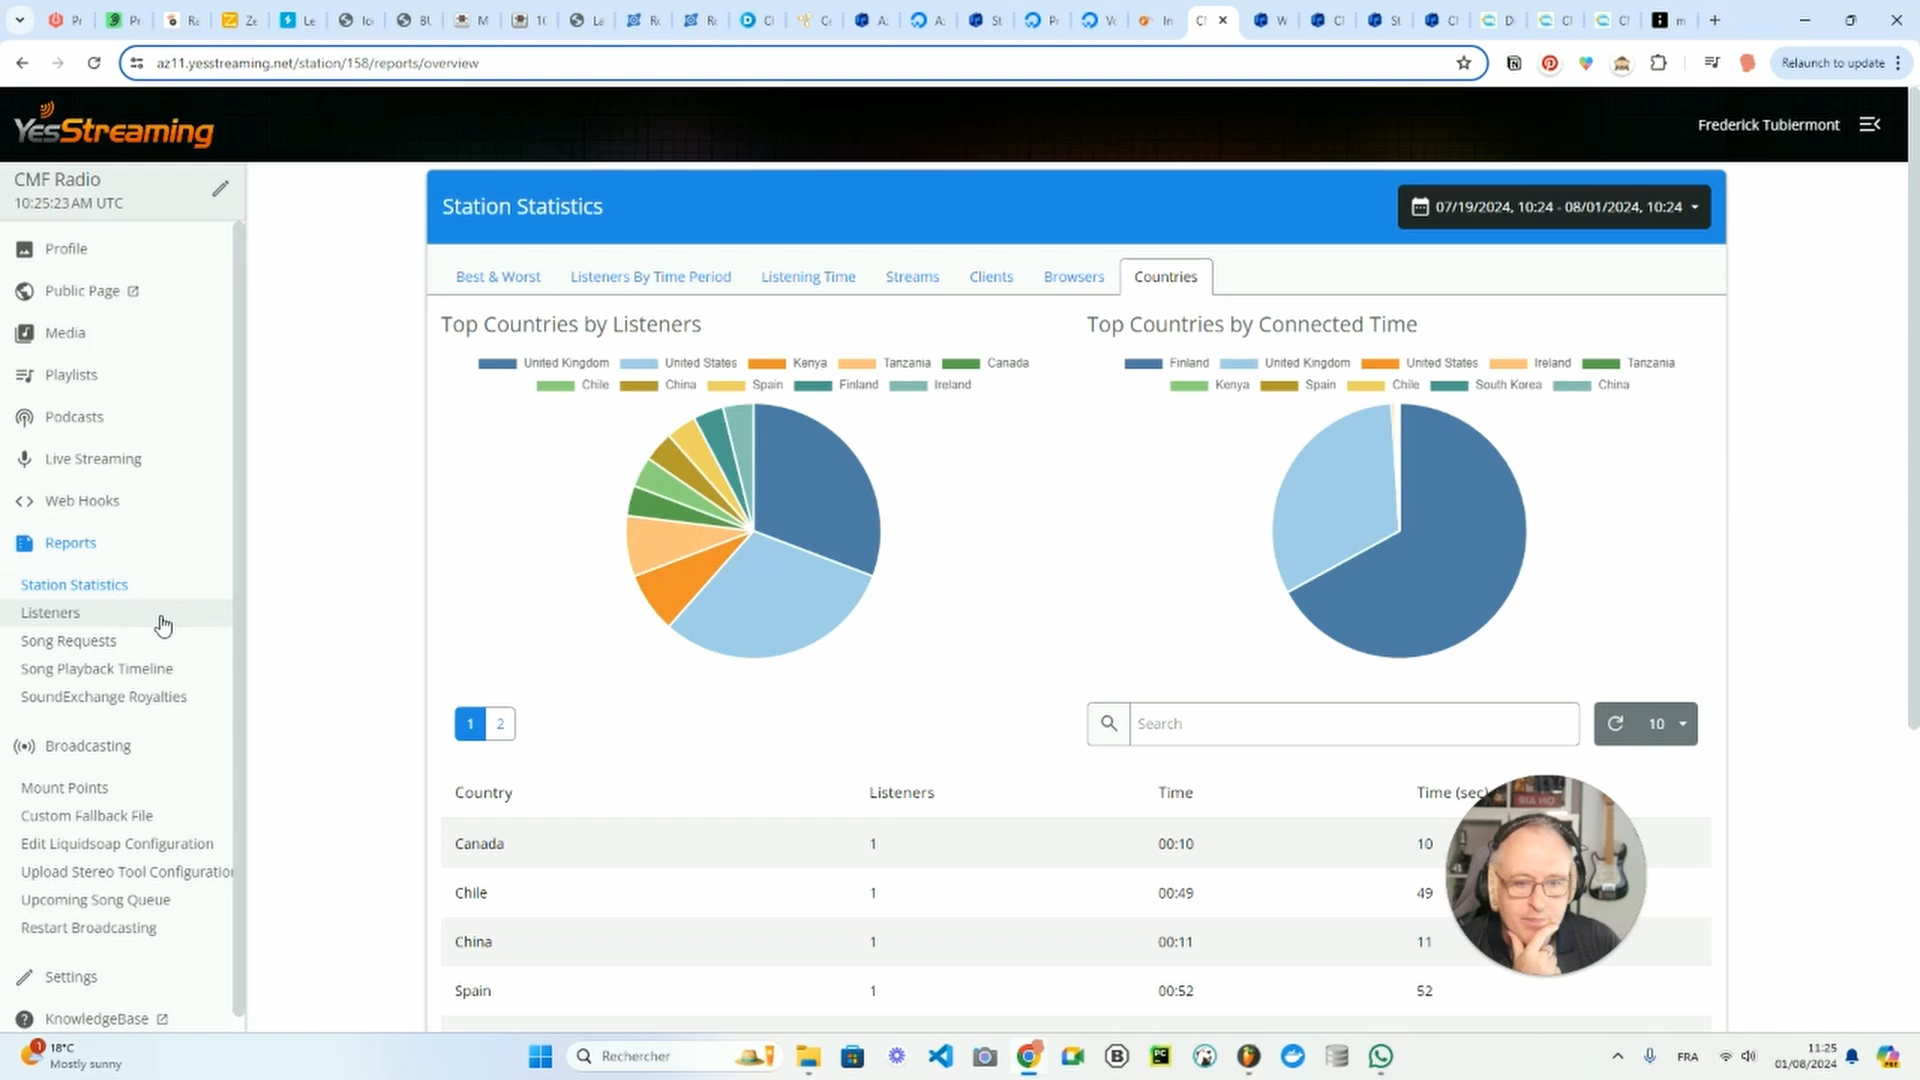 az11.yesstreaming.net/station/158/reports/overview
Relaunch to update
YesStreaming
Frederick Tubiermont
CMF Radio
10:25:23 AM UTC
Profile
Public Page
Media
Playlists
Podcasts
Live Streaming
Web Hooks
Reports
Station Statistics
Listeners
Song Requests
Song Playback Timeline
SoundExchange Royalties
Broadcasting
Mount Points
Custom Fallback File
Edit Liquidsoap Configuration
Upload Stereo Tool Configuration
Upcoming Song Queue
Restart Broadcasting
Settings
KnowledgeBase
Station Statistics
07/19/2024, 10:24 - 08/01/2024, 10:24
Best & Worst Listeners By Time Period Listening Time Streams Clients Browsers Countries
Top Countries by Listeners
United Kingdom United States Kenya Tanzania Canada
Chile China Spain Finland Ireland
Top Countries by Connected Time
Finland United Kingdom United States Ireland Tanzania
Kenya Spain Chile South Korea China
1 2
Search
10
Country Listeners Time Time (sec)
Canada 1 00:10 10
Chile 1 00:49 49
China 1 00:11 11
Spain 1 00:52 52
ON AIR
1
18°C
Mostly sunny
Rechercher
FRA
11:25
01/08/2024